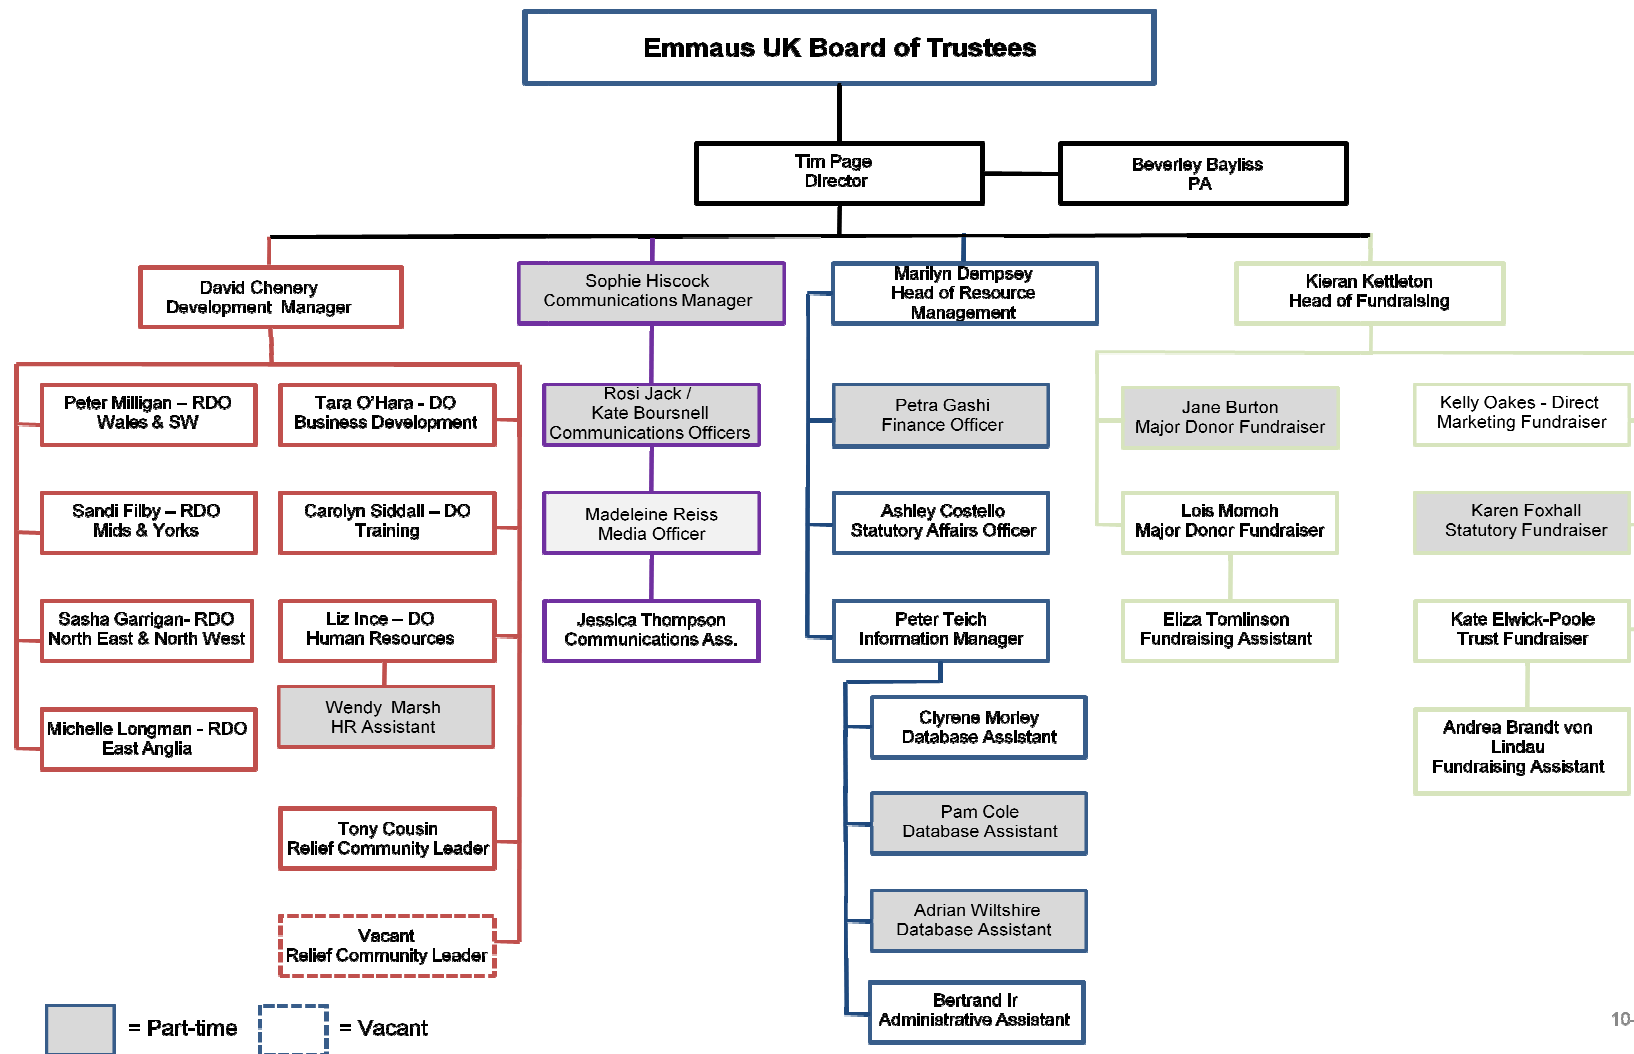 Emmaus UK Board of Trustees
Tim Page
Director
Beverley Bayliss
PA
David Chenery
Development Manager
Sophie Hiscock
Communications Manager
Marilyn Dempsey
Head of Resource
Management
Kieran Kettleton
Head of Fundraising
Peter Milligan – RDO
Wales & SW
Tara O'Hara - DO
Business Development
Rosi Jack /
Kate Boursnell
Communications Officers
Petra Gashi
Finance Officer
Jane Burton
Major Donor Fundraiser
Kelly Oakes - Direct
Marketing Fundraiser
Sandi Filby – RDO
Mids & Yorks
Carolyn Siddall – DO
Training
Madeleine Reiss
Media Officer
Ashley Costello
Statutory Affairs Officer
Lois Momoh
Major Donor Fundraiser
Karen Foxhall
Statutory Fundraiser
Sasha Garrigan- RDO
North East & North West
Liz Ince – DO
Human Resources
Jessica Thompson
Communications Ass.
Peter Teich
Information Manager
Eliza Tomlinson
Fundraising Assistant
Kate Elwick-Poole
Trust Fundraiser
Wendy Marsh
HR Assistant
Michelle Longman - RDO
East Anglia
Clyrene Morley
Database Assistant
Andrea Brandt von
Lindau
Fundraising Assistant
Tony Cousin
Relief Community Leader
Pam Cole
Database Assistant
Vacant
Relief Community Leader
Adrian Wiltshire
Database Assistant
Bertrand Ir
Administrative Assistant
= Part-time
= Vacant
10-